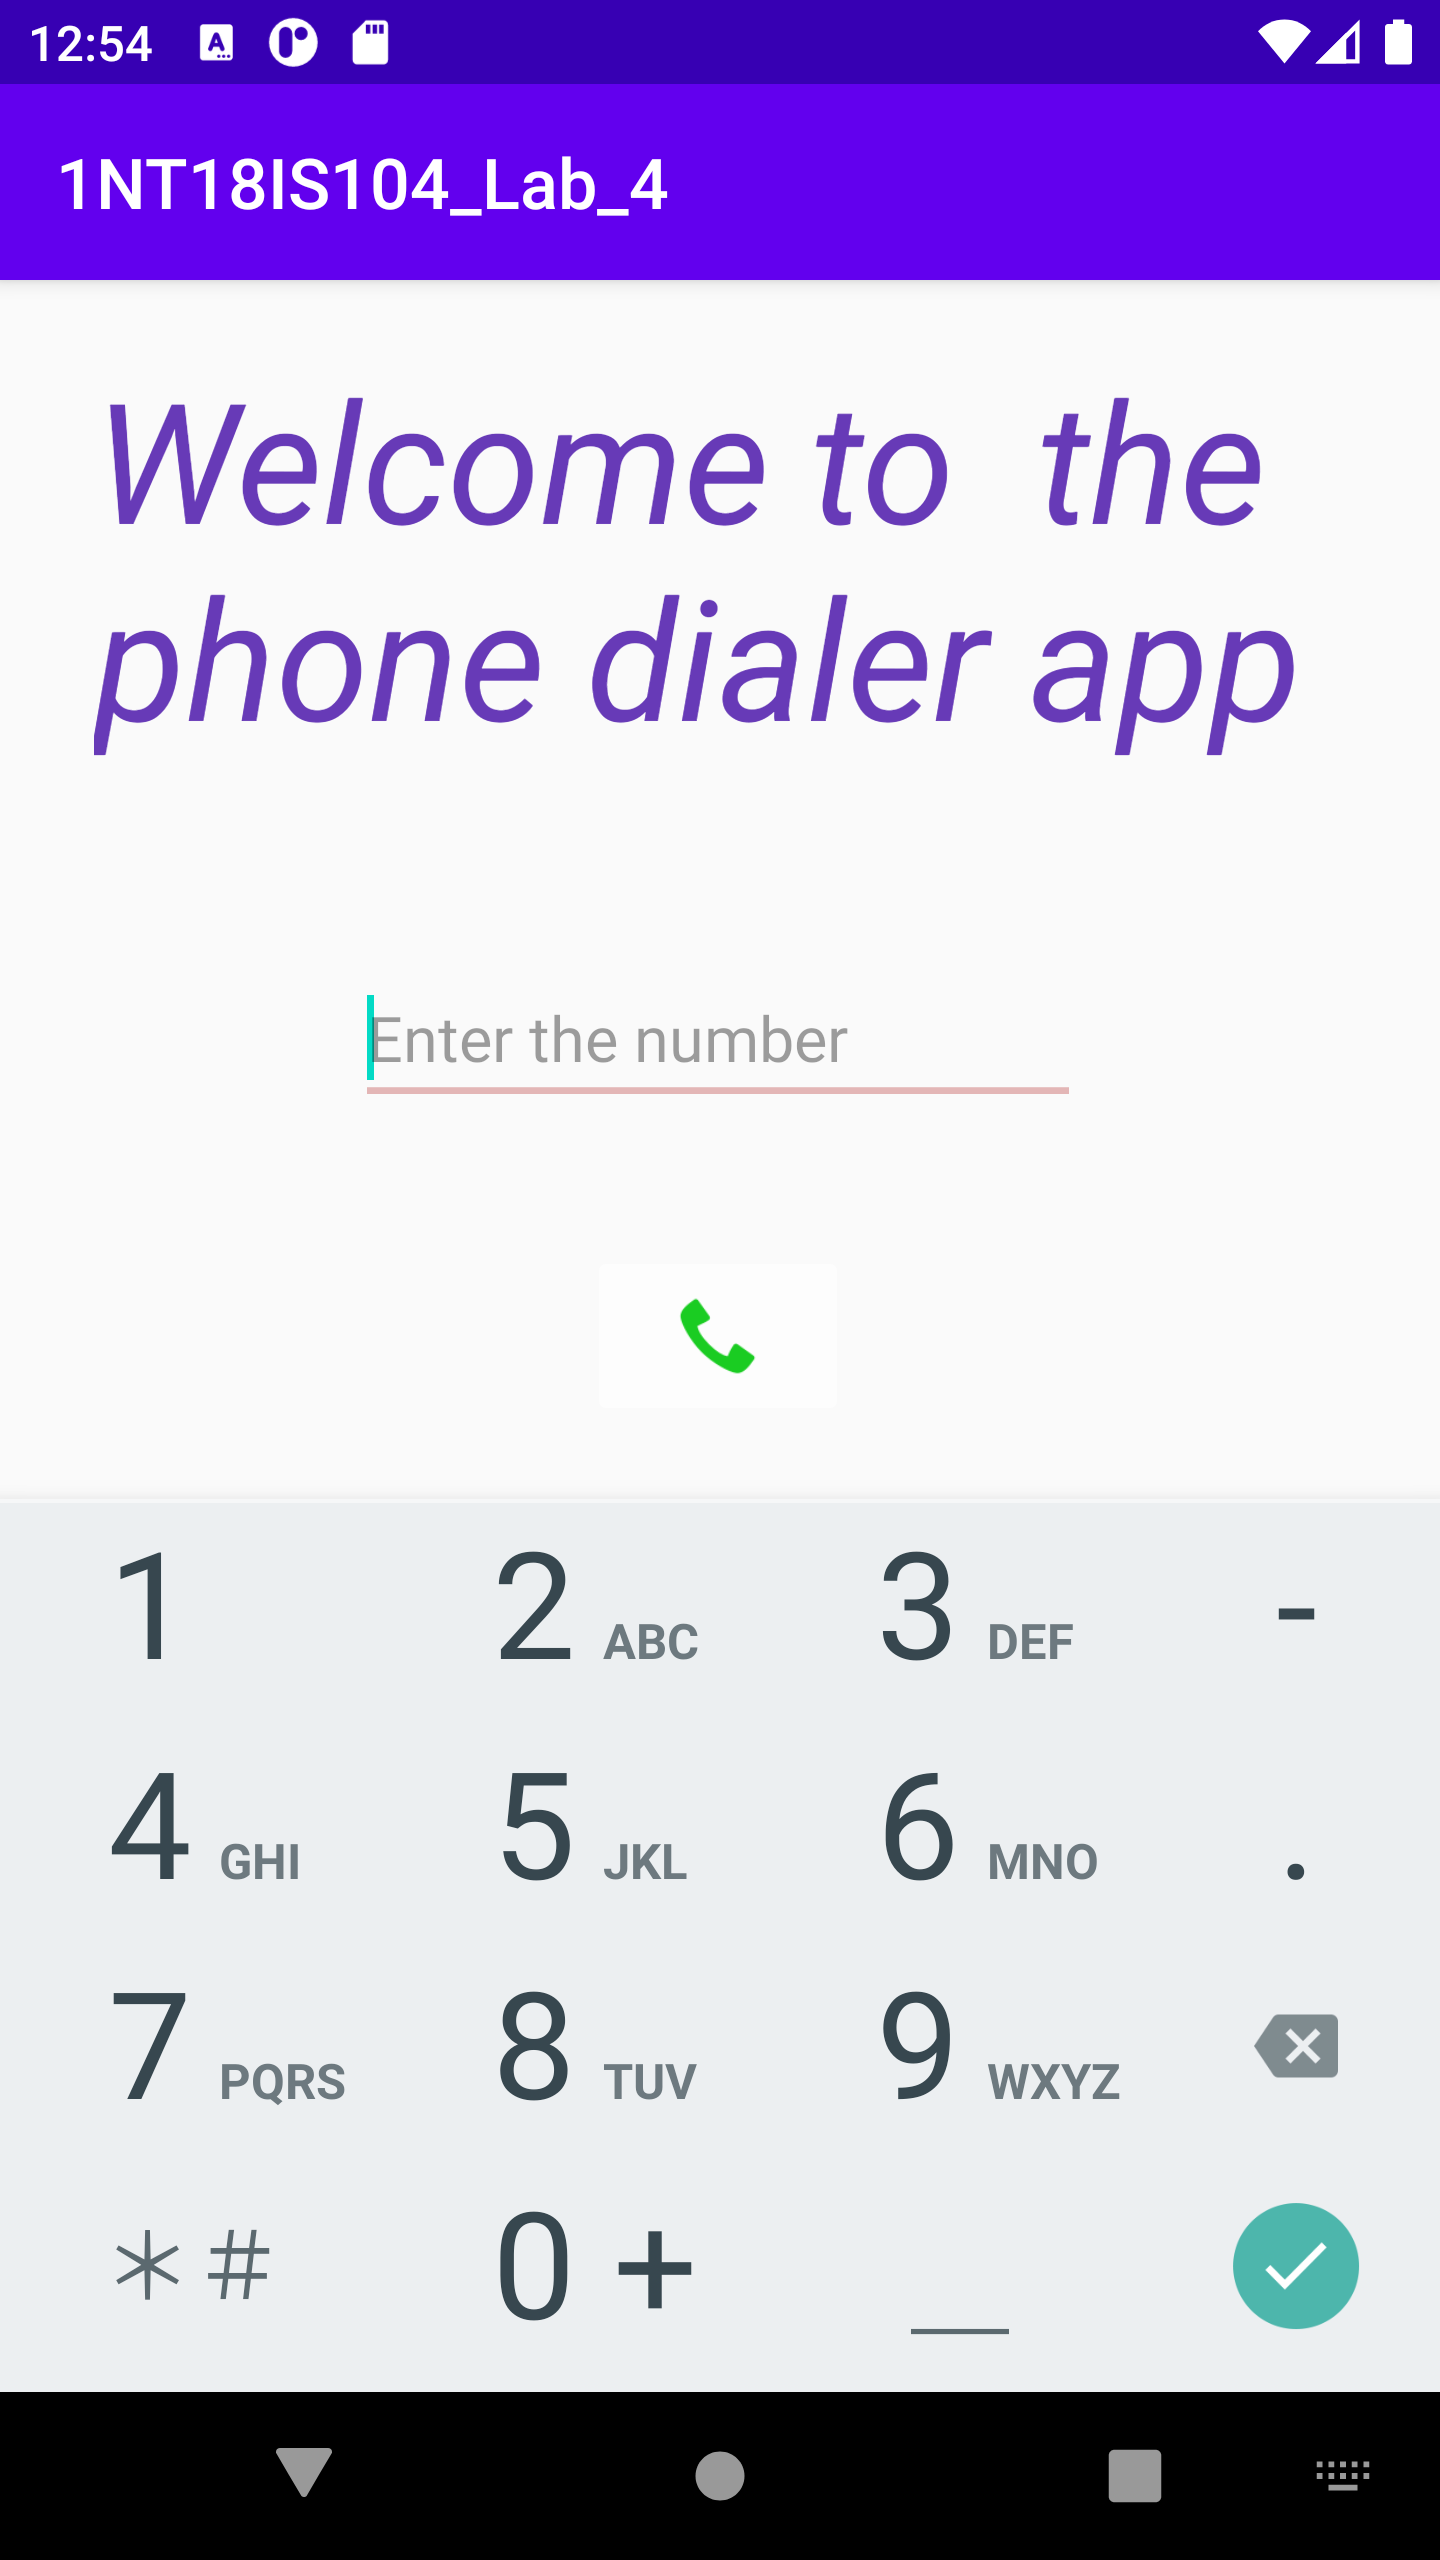 12:54
1NT18IS104_Lab_4
Welcome to  the
phone dialer app
Enter the number
1 2 ABC 3 DEF -
4 GHI 5 JKL 6 MNO .
7 PQRS 8 TUV 9 WXYZ
* # 0 + _